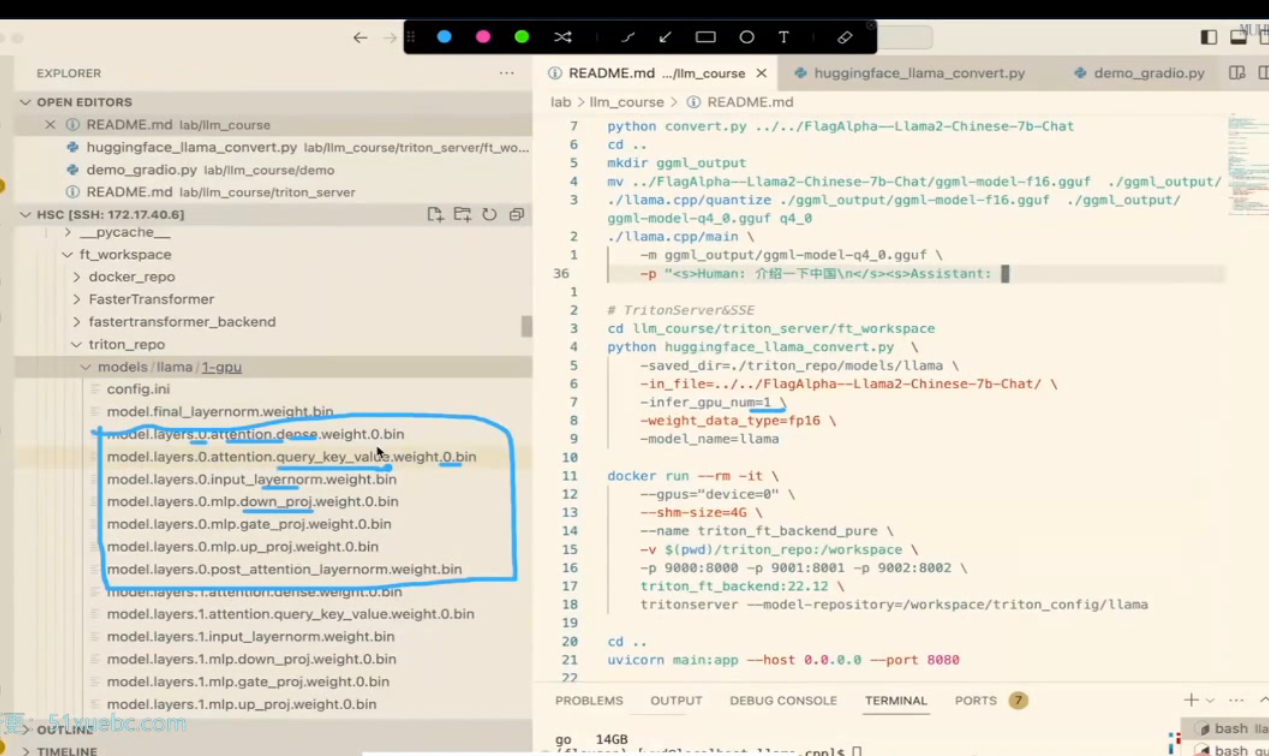 T
EXPLORER
OPEN EDITORS
README.md lab/llm_course
huggingface_llama_convert.py lab/llm_course/triton_server/ft_wo...
demo_gradio.py lab/llm_course/demo
README.md lab/llm_course/triton_server
HSC [SSH: 172.17.40.6]
__pycache__
ft_workspace
docker_repo
FasterTransformer
fastertransformer_backend
triton_repo
models / llama / 1-gpu
config.ini
model.final_layernorm.weight.bin
model.layers.0.attention.dense.weight.0.bin
model.layers.0.attention.query_key_value.weight.0.bin
model.layers.0.input_layernorm.weight.bin
model.layers.0.mlp.down_proj.weight.0.bin
model.layers.0.mlp.gate_proj.weight.0.bin
model.layers.0.mlp.up_proj.weight.0.bin
model.layers.0.post_attention_layernorm.weight.bin
model.layers.1.attention.dense.weight.0.bin
model.layers.1.attention.query_key_value.weight.0.bin
model.layers.1.input_layernorm.weight.bin
model.layers.1.mlp.down_proj.weight.0.bin
model.layers.1.mlp.gate_proj.weight.0.bin
model.layers.1.mlp.up_proj.weight.0.bin
51xuebc.com
OUTLINE
TIMELINE
README.md .../llm_course
huggingface_llama_convert.py
demo_gradio.py
lab > llm_course > README.md
7 python convert.py ../../FlagAlpha--Llama2-Chinese-7b-Chat
6 cd ..
5 mkdir ggml_output
4 mv ../FlagAlpha--Llama2-Chinese-7b-Chat/ggml-model-f16.gguf ./ggml_output/
3 ./llama.cpp/quantize ./ggml_output/ggml-model-f16.gguf ./ggml_output/
ggml-model-q4_0.gguf q4_0
2 ./llama.cpp/main \
1 -m ggml_output/ggml-model-q4_0.gguf \
36 -p "<s>Human: 介绍一下中国\n</s><s>Assistant:
1
2 # TritonServer&SSE
3 cd llm_course/triton_server/ft_workspace
4 python huggingface_llama_convert.py \
5 -saved_dir=./triton_repo/models/llama \
6 -in_file=../../FlagAlpha--Llama2-Chinese-7b-Chat/ \
7 -infer_gpu_num=1 \
8 -weight_data_type=fp16 \
9 -model_name=llama
10
11 docker run --rm -it \
12 --gpus="device=0" \
13 --shm-size=4G \
14 --name triton_ft_backend_pure \
15 -v $(pwd)/triton_repo:/workspace \
16 -p 9000:8000 -p 9001:8001 -p 9002:8002 \
17 triton_ft_backend:22.12 \
18 tritonserver --model-repository=/workspace/triton_config/llama
19
20 cd ..
21 uvicorn main:app --host 0.0.0.0 --port 8080
22
PROBLEMS OUTPUT DEBUG CONSOLE TERMINAL PORTS 7
go 14GB
bash
bash